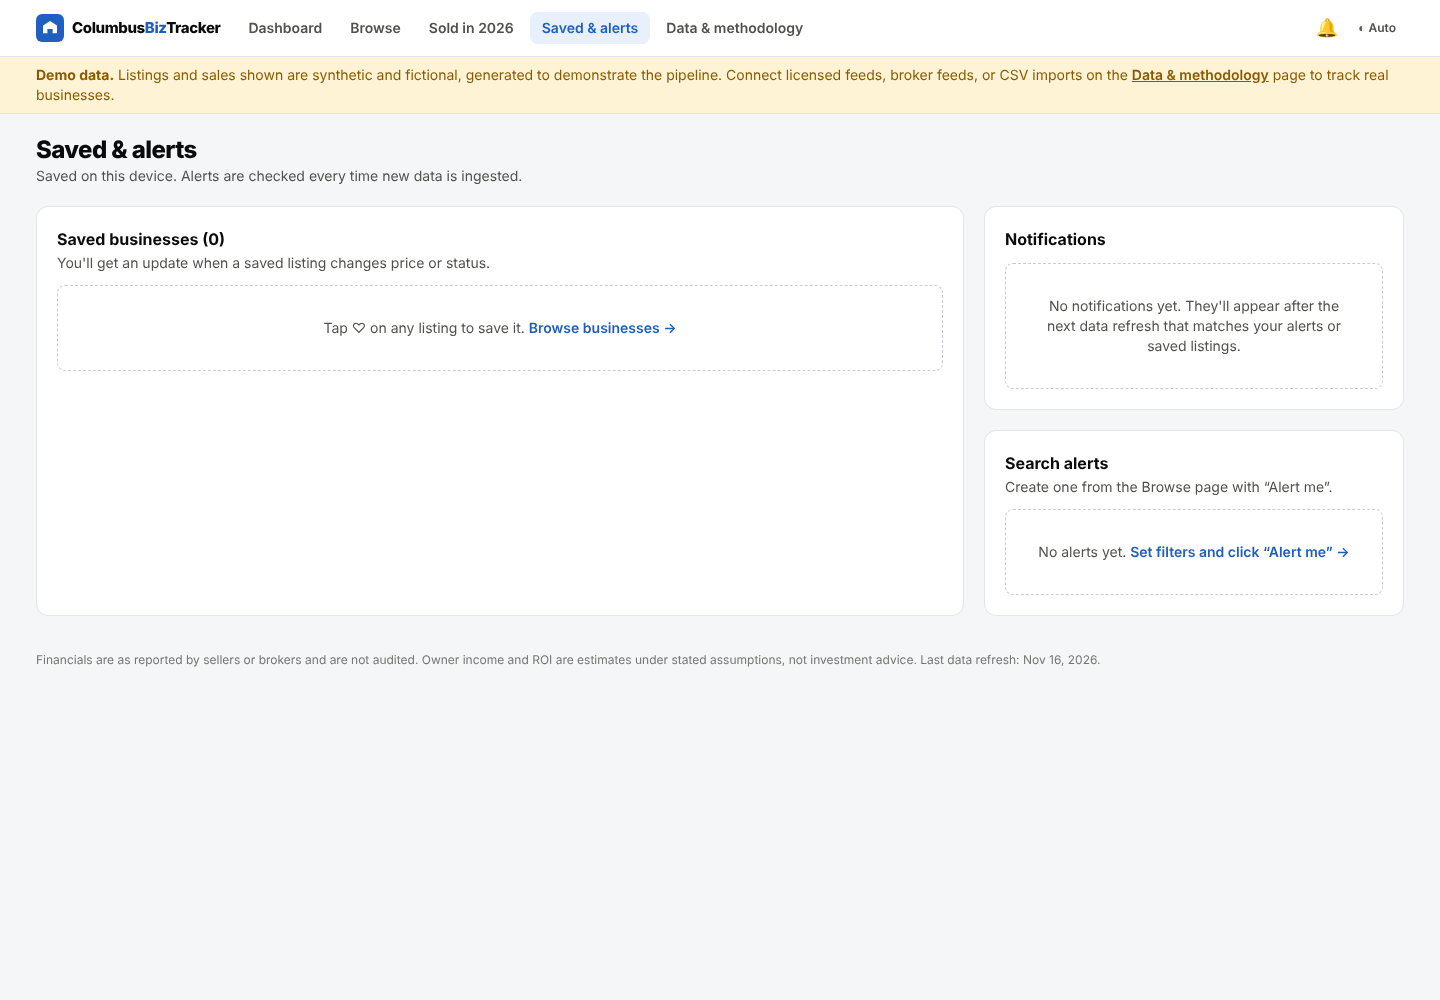 ColumbusBizTracker Dashboard Browse Sold in 2026 Saved & alerts Data & methodology 🔔 Auto
Demo data. Listings and sales shown are synthetic and fictional, generated to demonstrate the pipeline. Connect licensed feeds, broker feeds, or CSV imports on the Data & methodology page to track real
businesses.
Saved & alerts
Saved on this device. Alerts are checked every time new data is ingested.
Saved businesses (0)
You'll get an update when a saved listing changes price or status.
Tap ♡ on any listing to save it. Browse businesses →
Notifications
No notifications yet. They'll appear after the
next data refresh that matches your alerts or
saved listings.
Search alerts
Create one from the Browse page with “Alert me”.
No alerts yet. Set filters and click “Alert me” →
Financials are as reported by sellers or brokers and are not audited. Owner income and ROI are estimates under stated assumptions, not investment advice. Last data refresh: Nov 16, 2026.